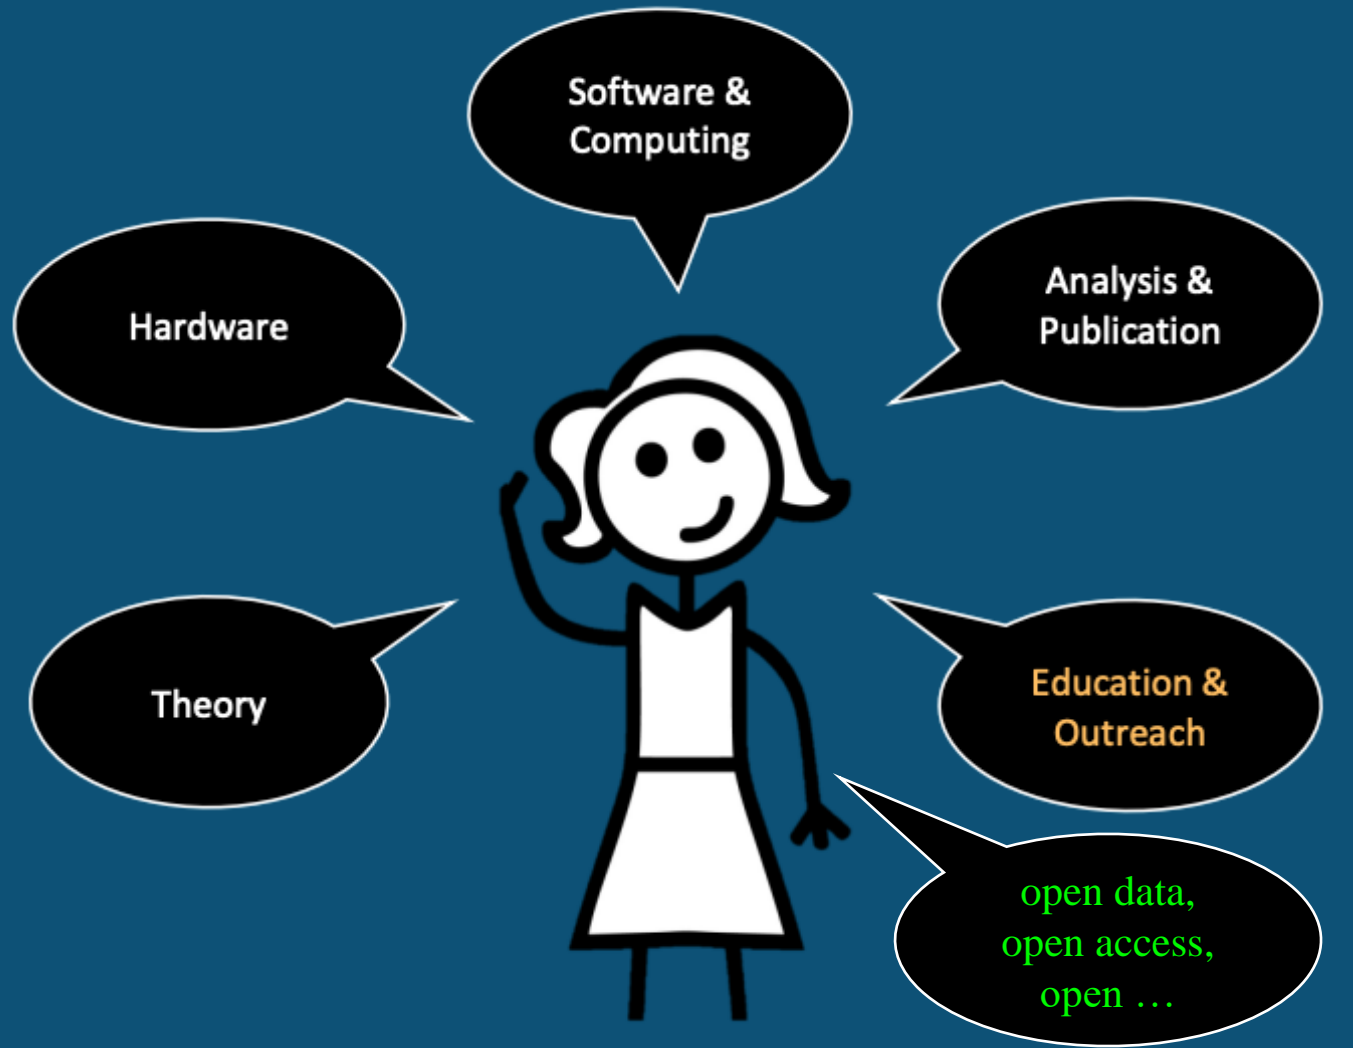 Software &
Computing
Hardware
Analysis &
Publication
Theory
Education &
Outreach
open data,
open access,
open …